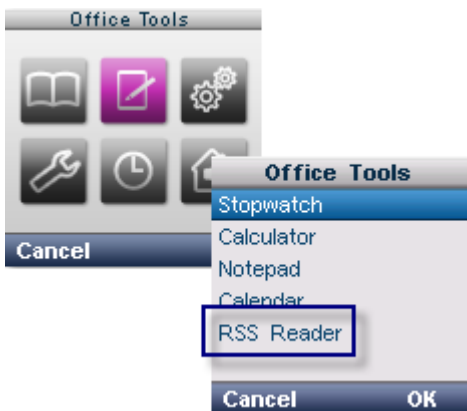 Office Tools
Cancel
Office Tools
Stopwatch
Calculator
Notepad
Calendar
RSS Reader
Cancel OK